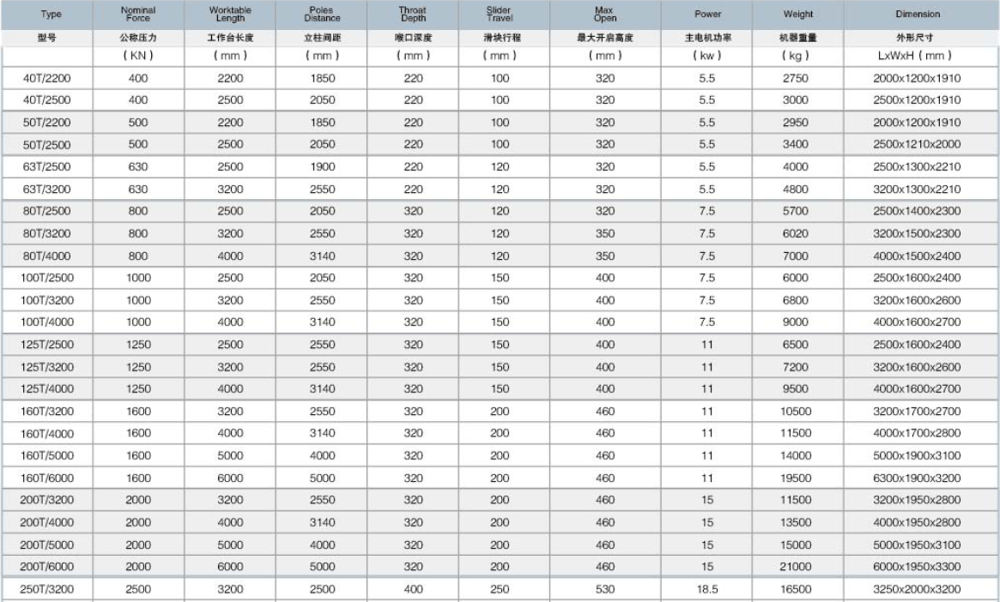 Type Nominal Force Worktable Length Poles Distance Throat Depth Slider Travel Max Open Power Weight Dimension
型号 公称压力 工作台长度 立柱间距 喉口深度 滑块行程 最大开启高度 主电机功率 机器重量 外形尺寸
(KN) (mm) (mm) (mm) (mm) (mm) (kw) (kg) LxWxH(mm)
40T/2200 400 2200 1850 220 100 320 5.5 2750 2000x1200x1910
40T/2500 400 2500 2050 220 100 320 5.5 3000 2500x1200x1910
50T/2200 500 2200 1850 220 100 320 5.5 2950 2000x1200x1910
50T/2500 500 2500 2050 220 100 320 5.5 3400 2500x1210x2000
63T/2500 630 2500 1900 220 120 320 5.5 4000 2500x1300x2210
63T/3200 630 3200 2550 220 120 320 5.5 4800 3200x1300x2210
80T/2500 800 2500 2050 320 120 320 7.5 5700 2500x1400x2300
80T/3200 800 3200 2550 320 120 350 7.5 6020 3200x1500x2300
80T/4000 800 4000 3140 320 120 350 7.5 7000 4000x1500x2400
100T/2500 1000 2500 2050 320 150 400 7.5 6000 2500x1600x2400
100T/3200 1000 3200 2550 320 150 400 7.5 6800 3200x1600x2600
100T/4000 1000 4000 3140 320 150 400 7.5 9000 4000x1600x2700
125T/2500 1250 2500 2550 320 150 400 11 6500 2500x1600x2400
125T/3200 1250 3200 2550 320 150 400 11 7200 3200x1600x2600
125T/4000 1250 4000 3140 320 150 400 11 9500 4000x1600x2700
160T/3200 1600 3200 2550 320 200 460 11 10500 3200x1700x2700
160T/4000 1600 4000 3140 320 200 460 11 11500 4000x1700x2800
160T/5000 1600 5000 4000 320 200 460 11 14000 5000x1900x3100
160T/6000 1600 6000 5000 320 200 460 11 19500 6300x1900x3200
200T/3200 2000 3200 2550 320 200 460 15 11500 3200x1950x2800
200T/4000 2000 4000 3140 320 200 460 15 13500 4000x1950x2800
200T/5000 2000 5000 4000 320 200 460 15 15000 5000x1950x3100
200T/6000 2000 6000 5000 320 200 460 15 21000 6000x1950x3300
250T/3200 2500 3200 2500 400 250 530 18.5 16500 3250x2000x3200